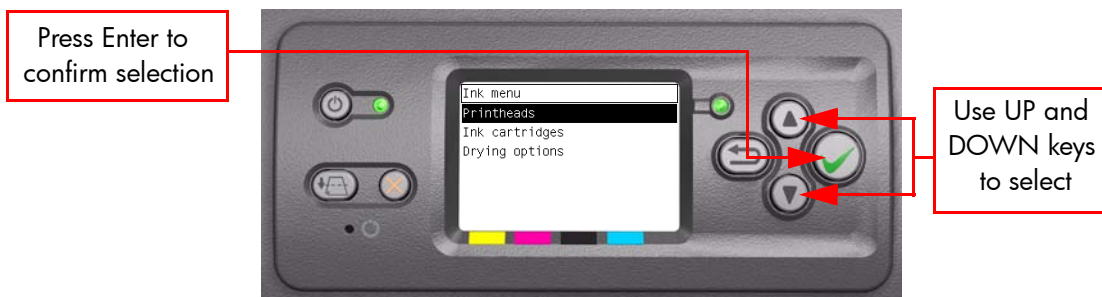 Press Enter to
confirm selection
Ink menu
Printheads
Ink cartridges
Drying options
Use UP and
DOWN keys
to select